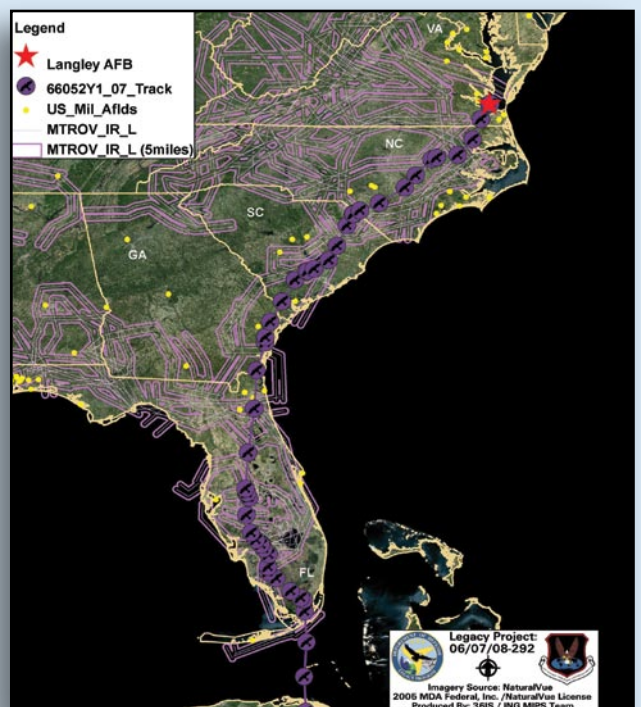 Legend
Langley AFB
66052Y1_07_Track
US_Mil_Aflds
MTROV_IR_L
MTROV_IR_L (5miles)
VA
NC
SC
GA
FL
Legacy Project:
06/07/08-292
Imagery Source: NaturalVue
2005 MDA Federal, Inc. /NaturalVue License